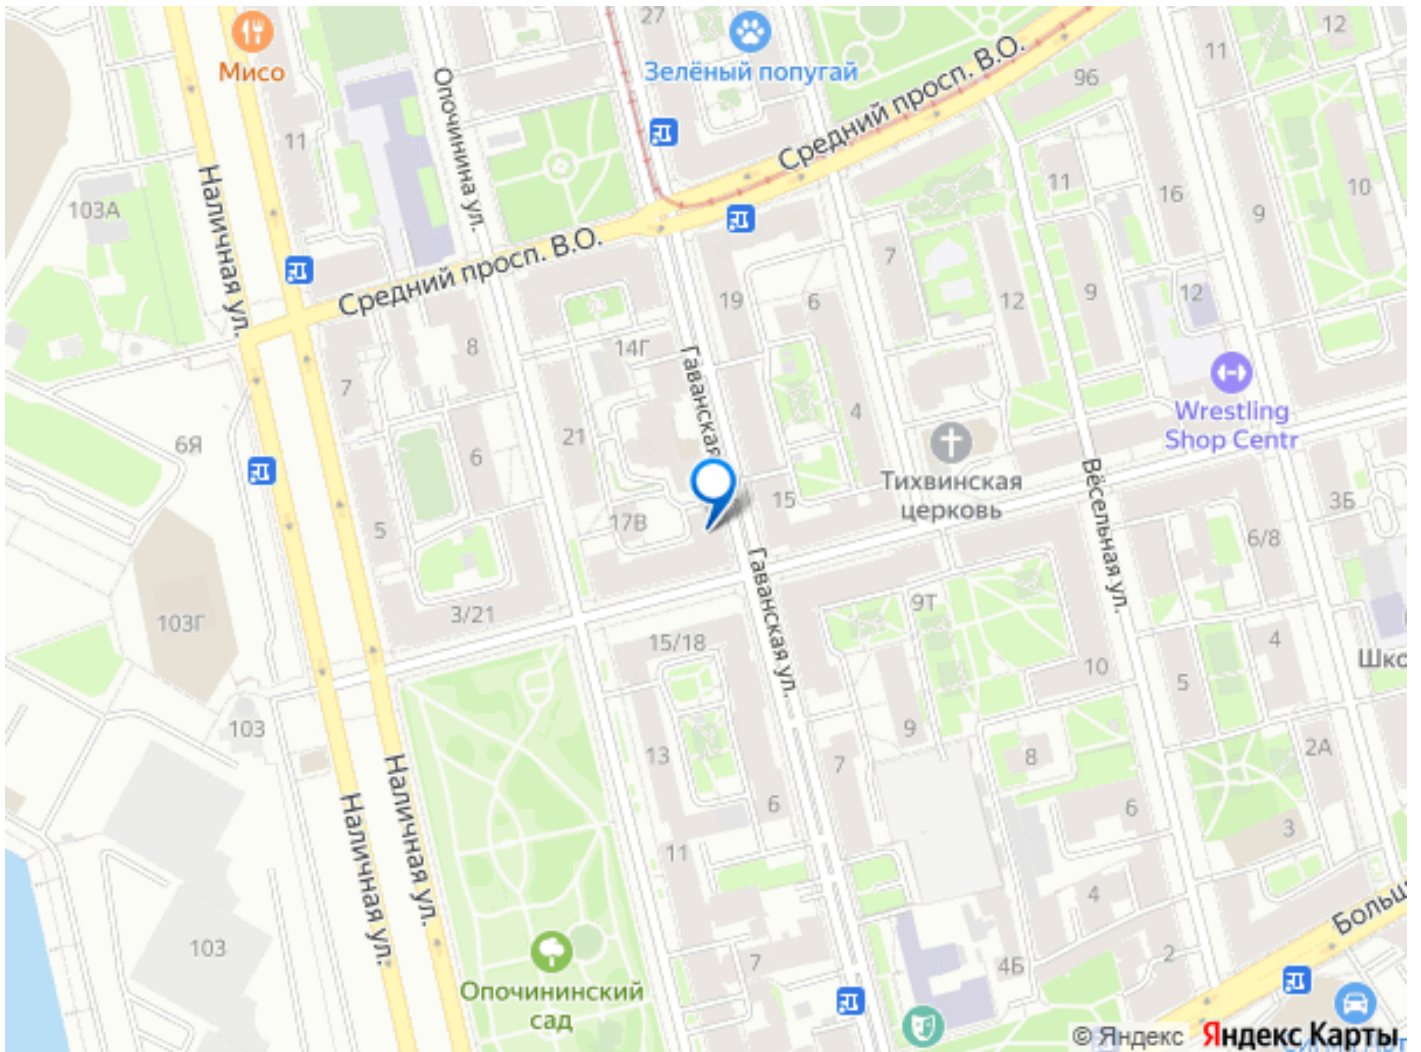 27
12
11
Мисо
Зелёный попугай
96
Средний просп. В.О.
Опочинина ул.
11
11
16
10
103А
9
Наличная ул.
7
Средний просп. В.О.
19
6
12
9
12
8
14Г
Гаванская
7
4
Wrestling
Shop Centr
6Я
21
6
Тихвинская
церковь
15
Вёсельная ул.
3Б
17В
5
6/8
Гаванская ул.
103Г
3/21
15/18
9Т
4
10
5
Шко
103
9
13
7
8
2А
Наличная ул.
Наличная ул.
6
6
3
11
4
Больш
103
7
4Б
2
Опочининский
сад
© Яндекс Яндекс Карты